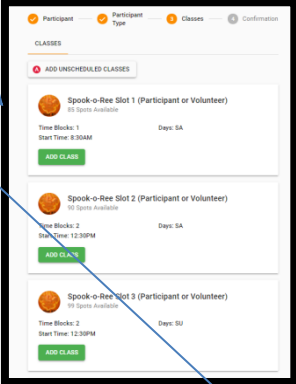 Participant
Participant Type
3 Classes
4 Confirmation
CLASSES
A ADD UNSCHEDULED CLASSES
Spook-o-Ree Slot 1 (Participant or Volunteer)
85 Spots Available
Time Blocks: 1 Days: SA
Start Time: 8:30AM
ADD CLASS
Spook-o-Ree Slot 2 (Participant or Volunteer)
90 Spots Available
Time Blocks: 2 Days: SA
Start Time: 12:30PM
ADD CLASS
Spook-o-Ree Slot 3 (Participant or Volunteer)
99 Spots Available
Time Blocks: 2 Days: SU
Start Time: 12:30PM
ADD CLASS